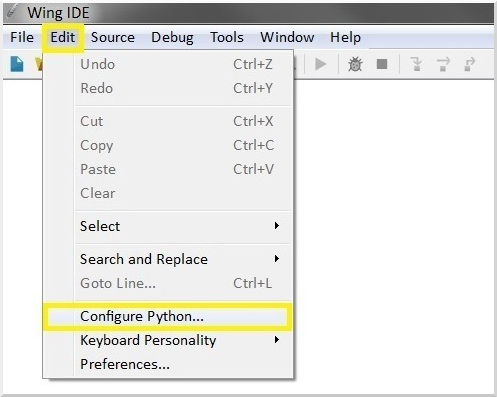 Wing IDE
File Edit Source Debug Tools Window Help
Undo Ctrl+Z
Redo Ctrl+Y
Cut Ctrl+X
Copy Ctrl+C
Paste Ctrl+V
Clear
Select
Search and Replace
Goto Line... Ctrl+L
Configure Python...
Keyboard Personality
Preferences...